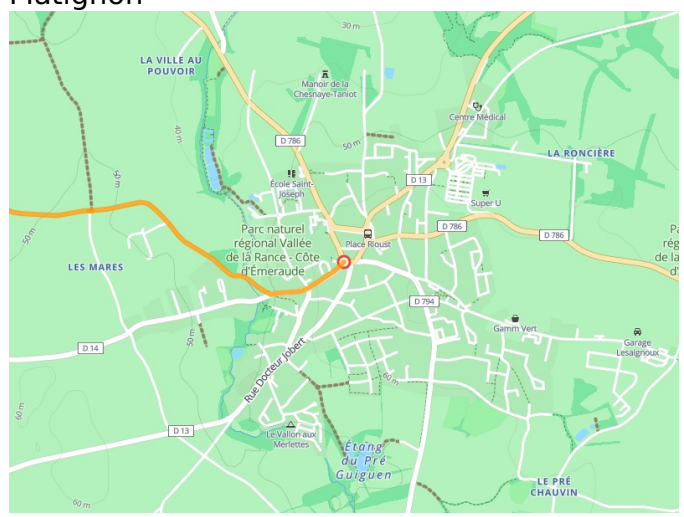 Matignon
30 m
LA VILLE AU
POUVOIR
Manoir de la
Chesnaye-Taniot
Centre Médical
40 m
D 786
50 m
LA RONCIÈRE
50 m
École Saint-
Joseph
D 13
Super U
Parc naturel
régional Vallée
de la Rance - Côte
d'Émeraude
Place Rioust
D 786
D 786
50 m
LES MARES
D 794
Gamm Vert
50 m
Garage
Lesaignoux
D 14
Rue Docteur Jobert
60 m
60 m
D 13
Le Vallon aux
Merlettes
Étang
du Pré
Guiguen
LE PRÉ
CHAUVIN
60 m